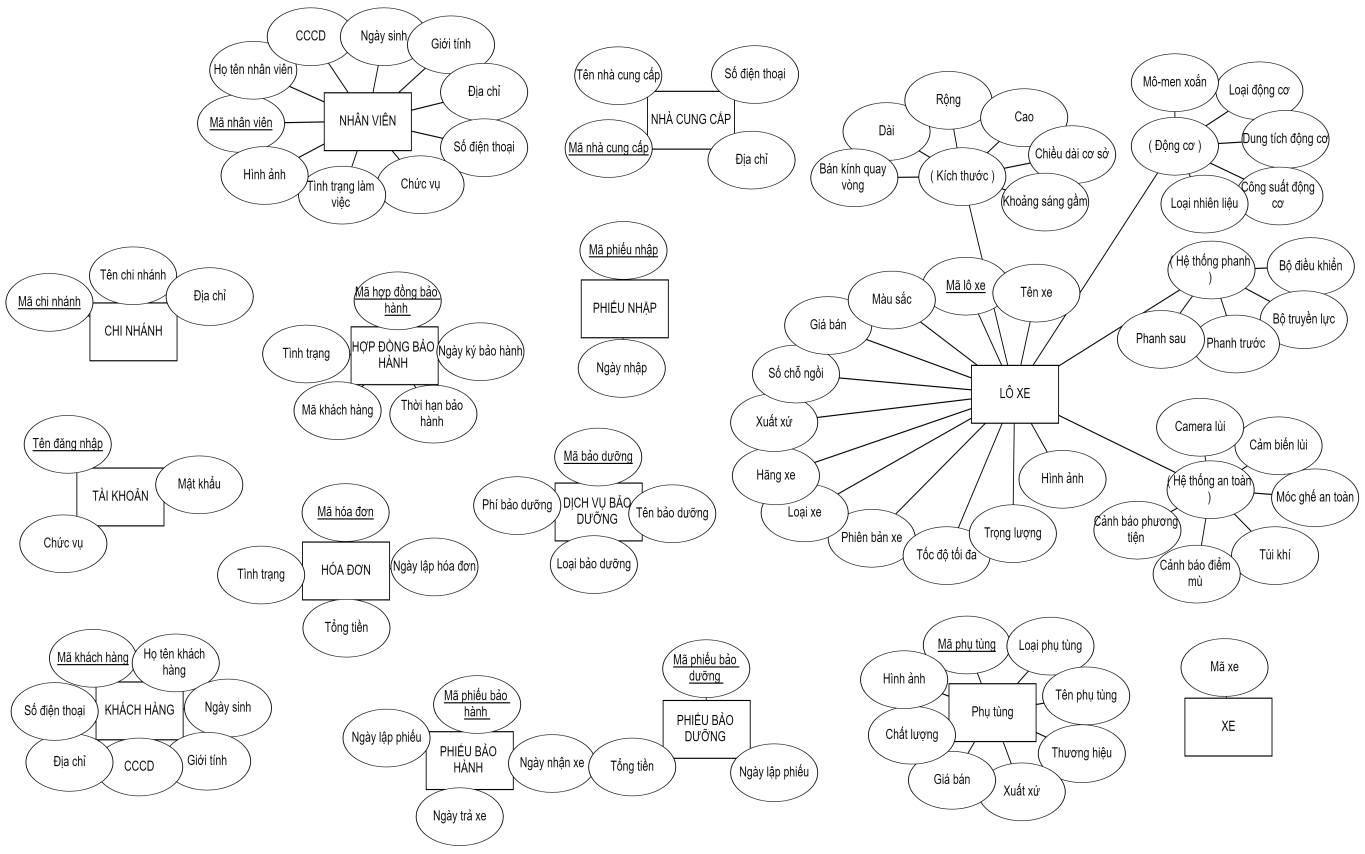 CCCD
Ngày sinh
Giới tính
Họ tên nhân viên
Địa chỉ
Mã nhân viên
NHÂN VIÊN
Số điện thoại
Hình ảnh
Tình trạng làm
việc
Chức vụ
Tên nhà cung cấp
Số điện thoại
NHÀ CUNG CẤP
Mã nhà cung cấp
Địa chỉ
Rộng
Dài
Cao
Chiều dài cơ sở
Bán kính quay
vòng
( Kích thước )
Khoảng sáng gầm
Mô-men xoắn
Loại động cơ
( Động cơ )
Dung tích động cơ
Công suất động
cơ
Loại nhiên liệu
Tên chi nhánh
Mã chi nhánh
Địa chỉ
CHI NHÁNH
Mã hợp đồng bảo
hành
Tình trạng
HỢP ĐỒNG BẢO
HÀNH
Ngày ký bảo hành
Mã khách hàng
Thời hạn bảo
hành
Mã phiếu nhập
PHIẾU NHẬP
Ngày nhập
Mã lô xe
Tên xe
Màu sắc
Giá bán
Số chỗ ngồi
Xuất xứ
Hãng xe
Loại xe
Phiên bản xe
Tốc độ tối đa
Trọng lượng
Hình ảnh
LÔ XE
( Hệ thống phanh
)
Bộ điều khiển
Bộ truyền lực
Phanh trước
Phanh sau
Camera lùi
Cảm biến lùi
( Hệ thống an toàn
)
Móc ghế an toàn
Cảnh báo phương
tiện
Túi khí
Cảnh báo điểm
mù
Tên đăng nhập
TÀI KHOẢN
Mật khẩu
Chức vụ
Mã hóa đơn
Tình trạng
HÓA ĐƠN
Ngày lập hóa đơn
Tổng tiền
Mã bảo dưỡng
Phí bảo dưỡng
DỊCH VỤ BẢO
DƯỠNG
Tên bảo dưỡng
Loại bảo dưỡng
Mã khách hàng
Họ tên khách
hàng
Số điện thoại
KHÁCH HÀNG
Ngày sinh
Địa chỉ
CCCD
Giới tính
Mã phiếu bảo
hành
Ngày lập phiếu
PHIẾU BẢO
HÀNH
Ngày nhận xe
Ngày trả xe
Mã phiếu bảo
dưỡng
PHIẾU BẢO
DƯỠNG
Tổng tiền
Ngày lập phiếu
Mã phụ tùng
Loại phụ tùng
Hình ảnh
Tên phụ tùng
Phụ tùng
Chất lượng
Thương hiệu
Giá bán
Xuất xứ
Mã xe
XE